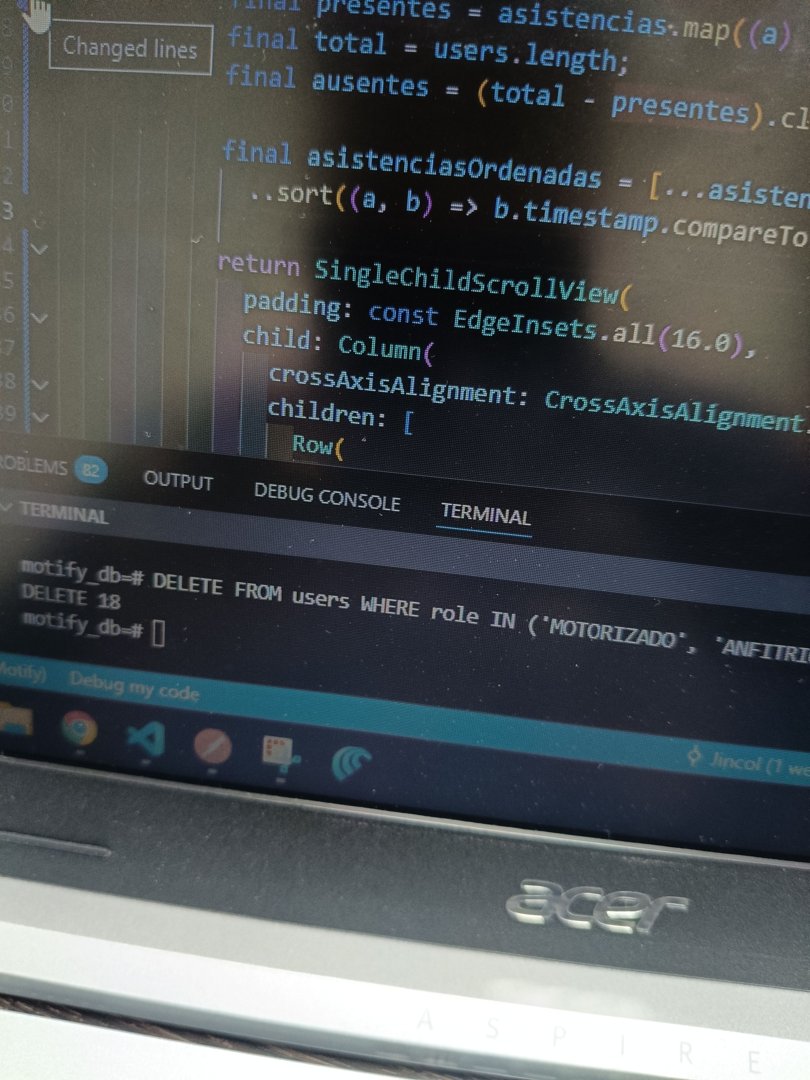 final presentes = asistencias.map((a)
Changed lines
final total = users.length;
final ausentes = (total - presentes).cl
final asistenciasOrdenadas = [...asisten
..sort((a, b) => b.timestamp.compareTo
return SingleChildScrollView(
padding: const EdgeInsets.all(16.0),
child: Column(
crossAxisAlignment: CrossAxisAlignment.
children: [
Row(
ROBLEMS 82 OUTPUT DEBUG CONSOLE TERMINAL
TERMINAL
motify_db=# DELETE FROM users WHERE role IN ('MOTORIZADO', 'ANFITRI
DELETE 18
motify_db=#
Motify) Debug my code
Jincol (1 we
acer
ASPIRE